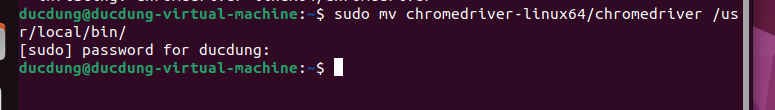 ducdung@ducdung-virtual-machine:~$ sudo mv chromedriver-linux64/chromedriver /us
r/local/bin/
[sudo] password for ducdung:
ducdung@ducdung-virtual-machine:~$